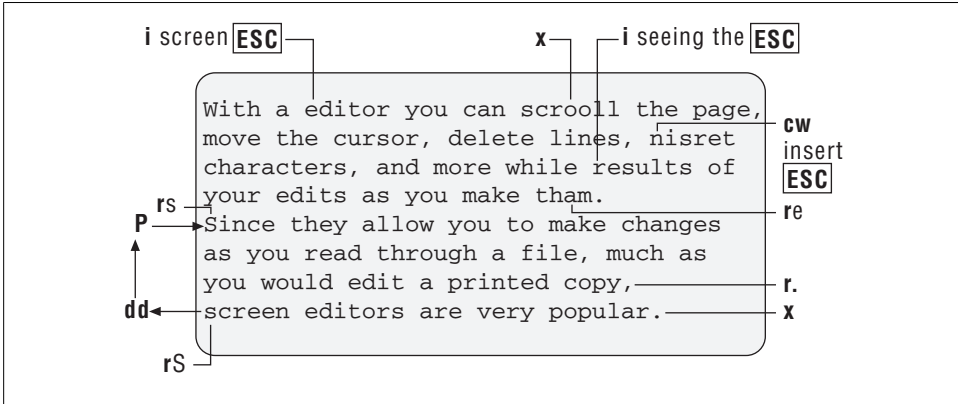 i screen ESC x i seeing the ESC
With a editor you can scrooll the page,
move the cursor, delete lines, nisret
cw
characters, and more while results of
insert
ESC
your edits as you make tham.
rs
re
P
Since they allow you to make changes
as you read through a file, much as
you would edit a printed copy,
r.
dd
screen editors are very popular.
x
rS